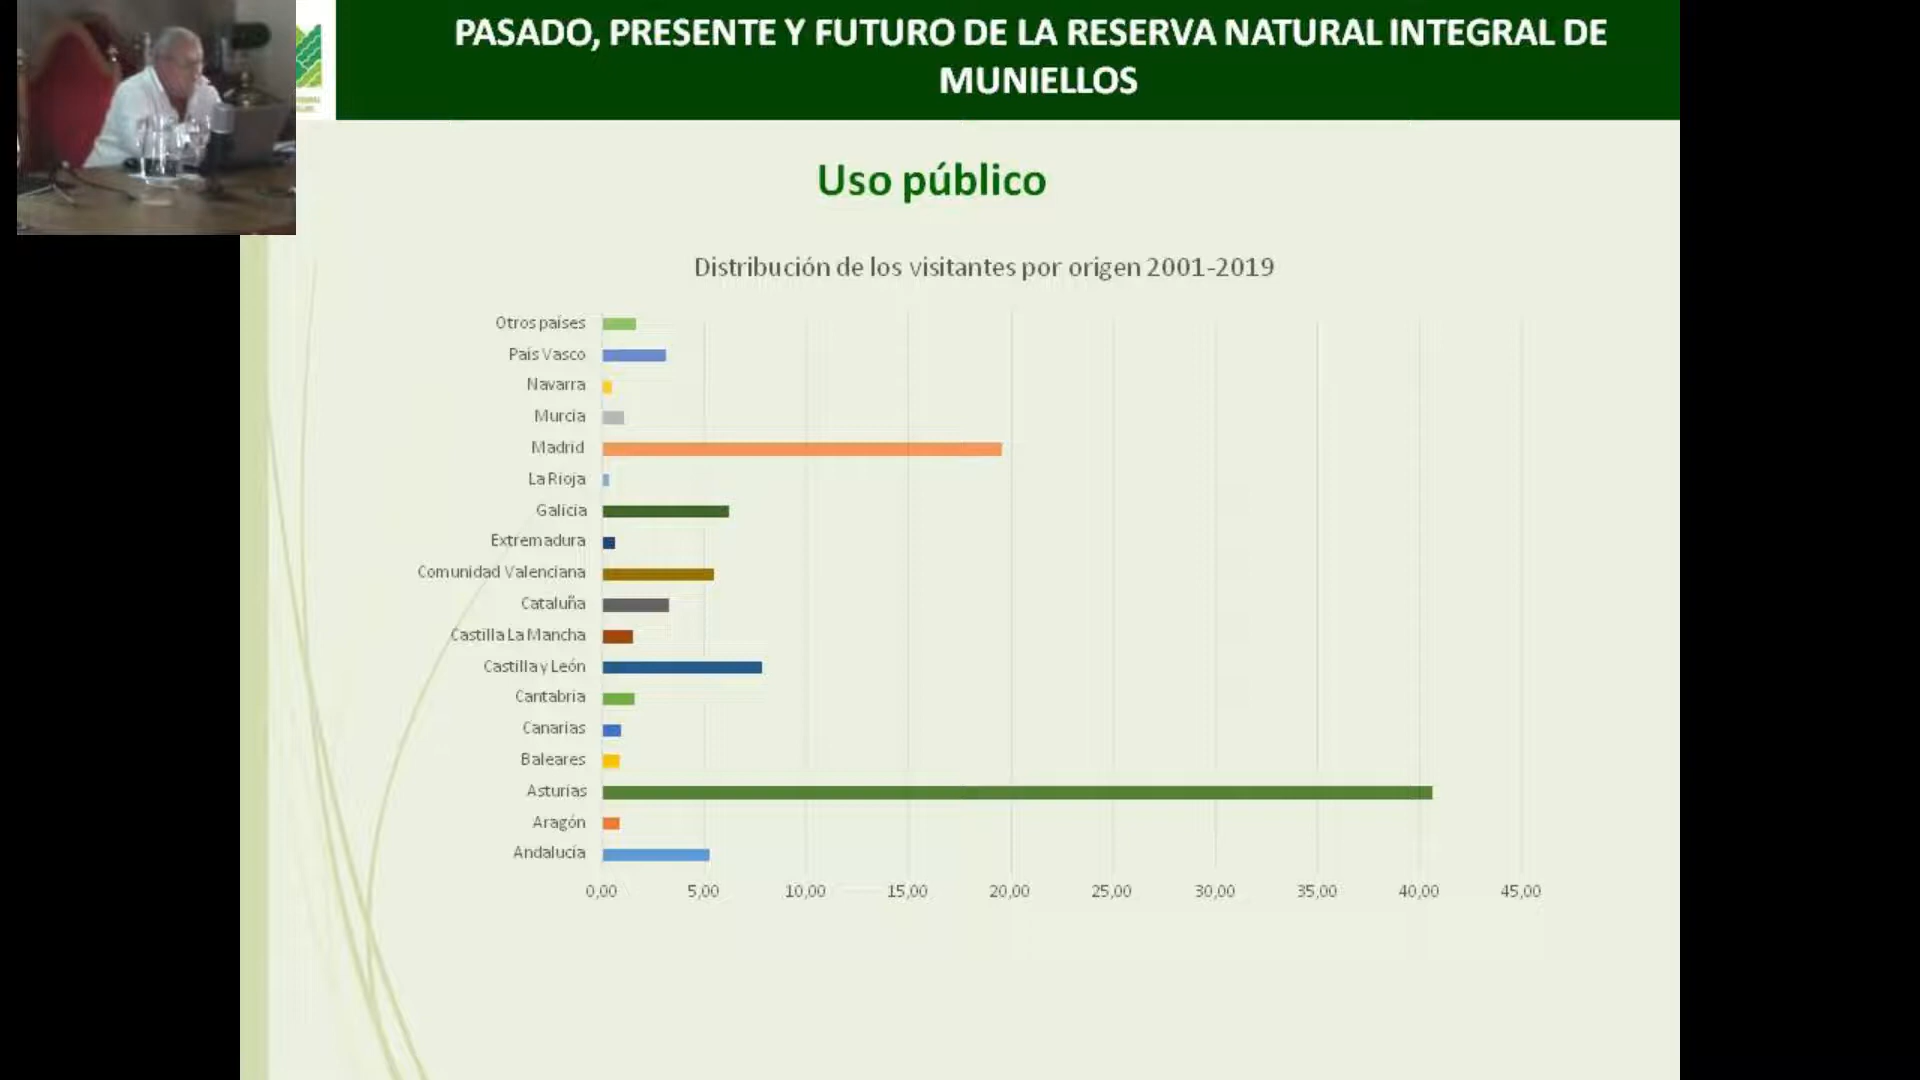 PASADO, PRESENTE Y FUTURO DE LA RESERVA NATURAL INTEGRAL DE
MUNIELLOS
Uso público
Distribución de los visitantes por origen 2001-2019
Otros países
País Vasco
Navarra
Murcia
Madrid
La Rioja
Galicia
Extremadura
Comunidad Valenciana
Cataluña
Castilla La Mancha
Castilla y León
Cantabria
Canarias
Baleares
Asturias
Aragón
Andalucía
0,00 5,00 10,00 15,00 20,00 25,00 30,00 35,00 40,00 45,00